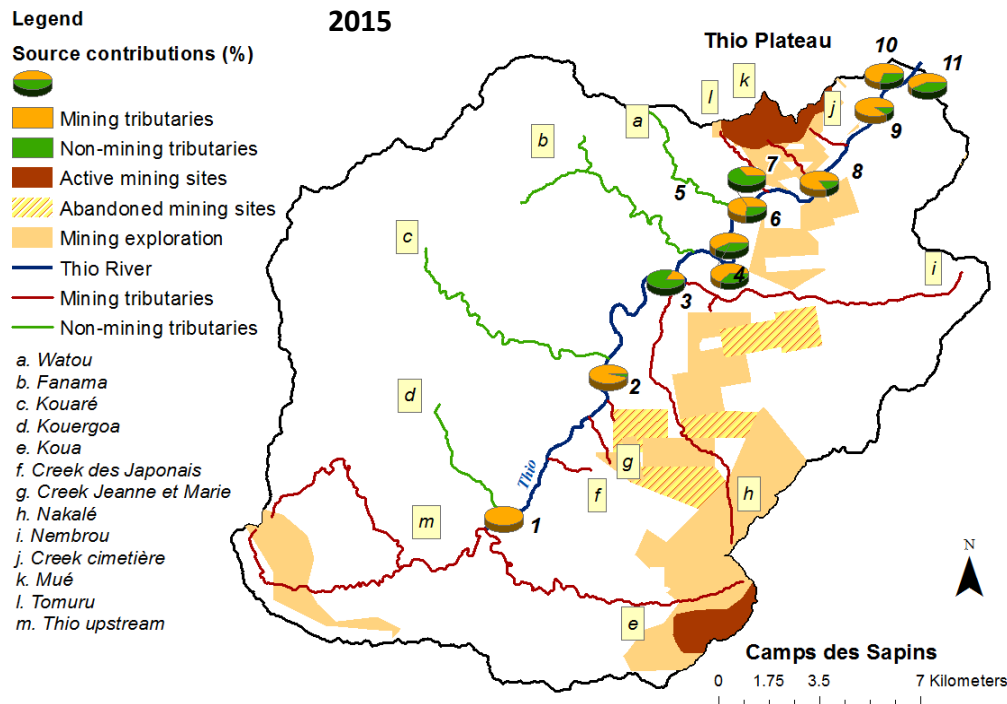 Legend
2015
Source contributions (%)
Mining tributaries
Non-mining tributaries
Active mining sites
Abandoned mining sites
Mining exploration
Thio River
Mining tributaries
Non-mining tributaries
a. Watou
b. Fanama
c. Kouaré
d. Kouergoa
e. Koua
f. Creek des Japonais
g. Creek Jeanne et Marie
h. Nakalé
i. Nembrou
j. Creek cimetière
k. Mué
l. Tomuru
m. Thio upstream
Thio Plateau
10
11
k
l
j
a
b
9
7
8
5
6
c
4
i
3
2
d
Thio
g
f
h
m
1
e
N
Camps des Sapins
0 1.75 3.5 7 Kilometers